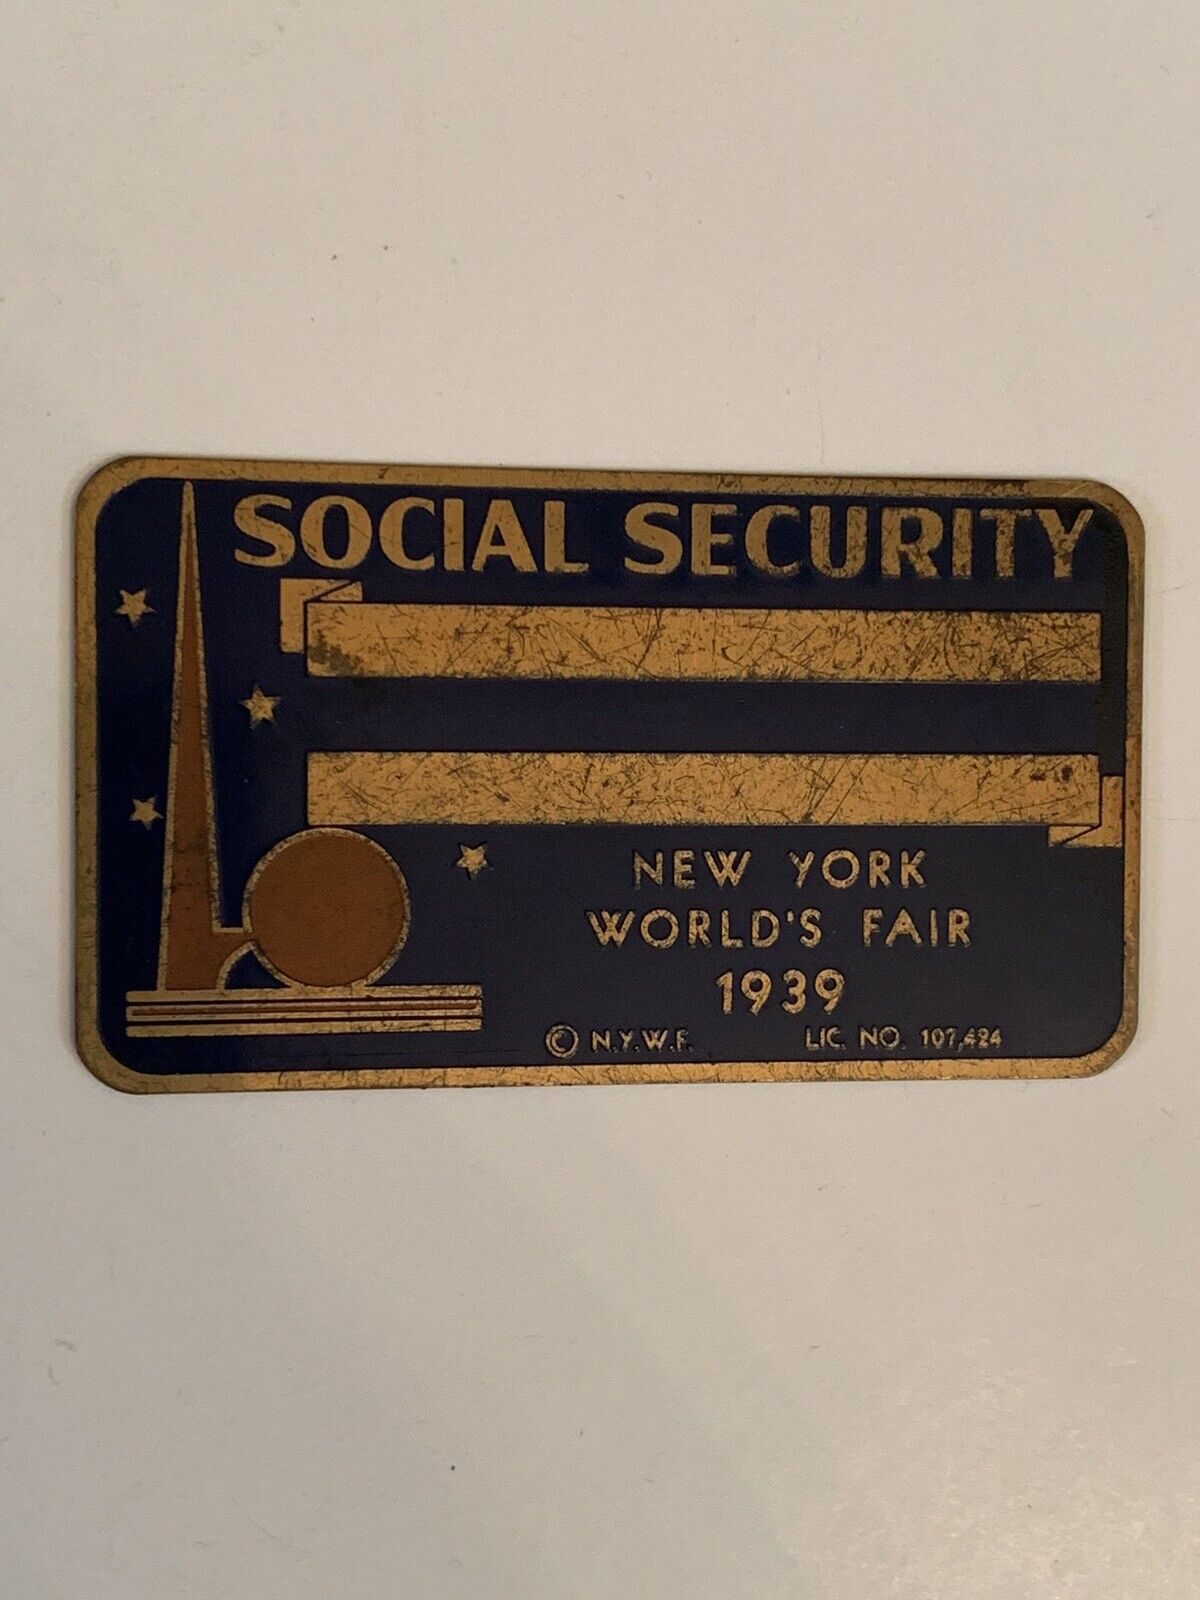 SOCIAL SECURITY
NEW YORK
WORLD'S FAIR
1939
© N.Y.W.F. LIC. NO. 107,424